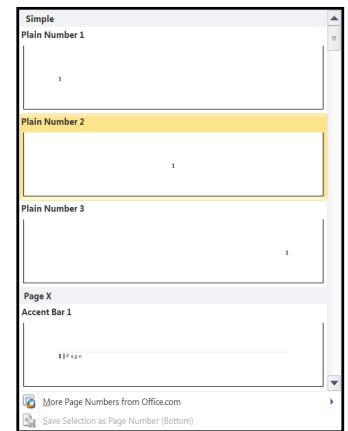 Simple
Plain Number 1
1
Plain Number 2
1
Plain Number 3
1
Page X
Accent Bar 1
1|Page
More Page Numbers from Office.com
Save Selection as Page Number (Bottom)